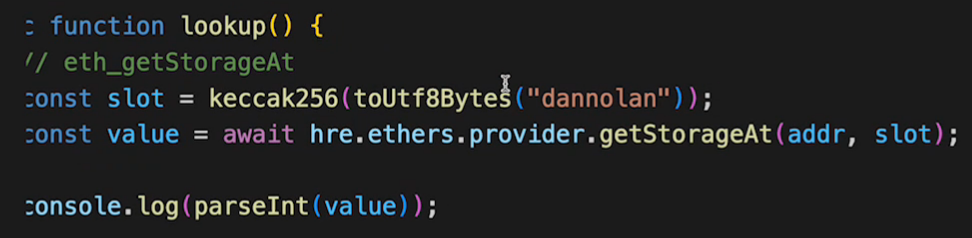 c function lookup() {
// eth_getStorageAt
const slot = keccak256(toUtf8Bytes("dannolan"));
const value = await hre.ethers.provider.getStorageAt(addr, slot);
console.log(parseInt(value));